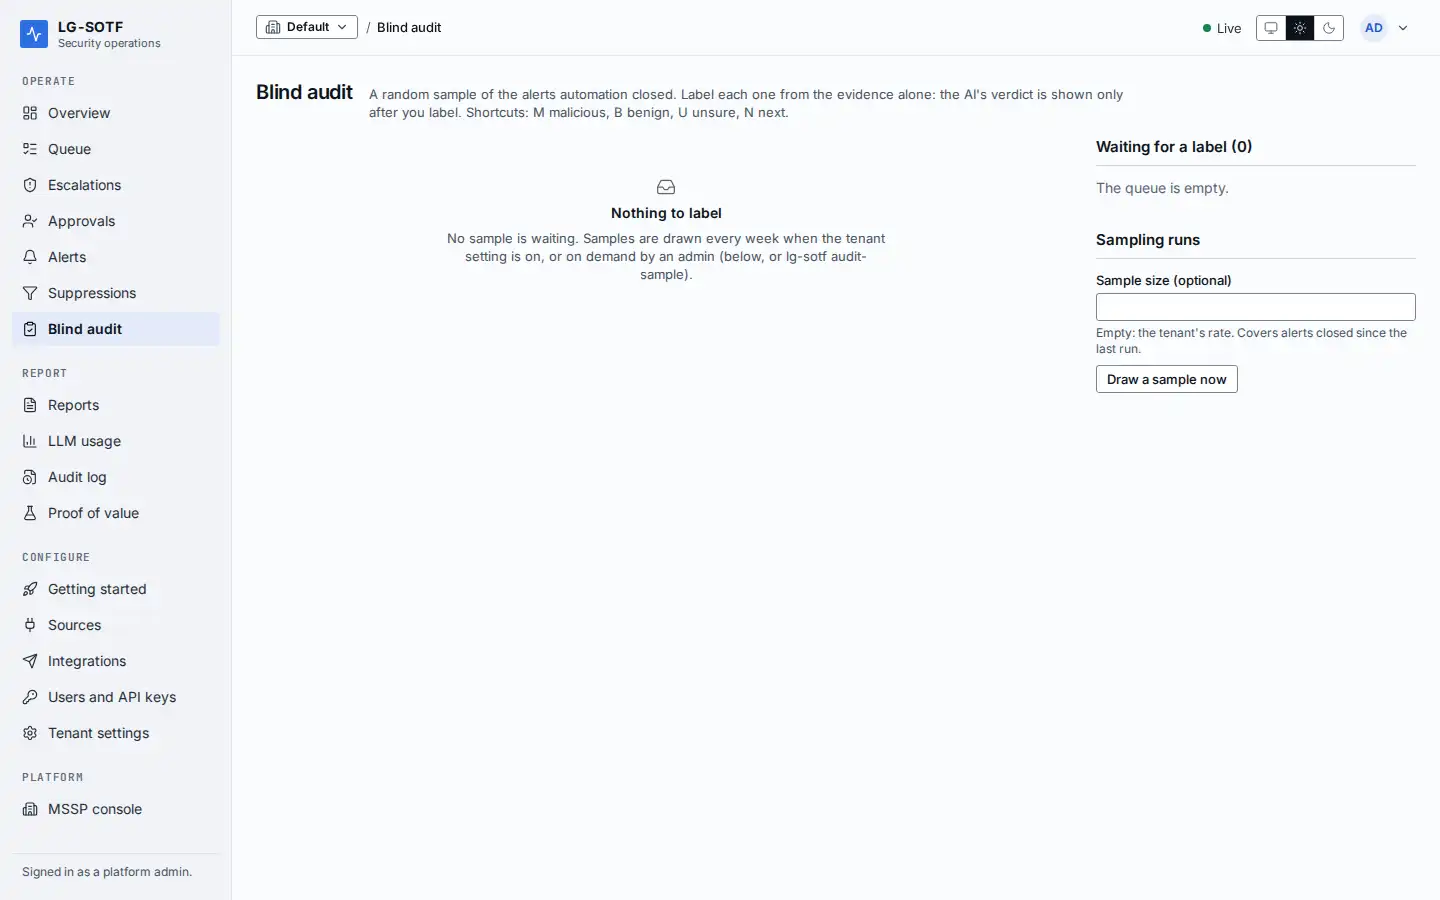 LG-SOTF
Security operations
OPERATE
Overview
Queue
Escalations
Approvals
Alerts
Suppressions
Blind audit
REPORT
Reports
LLM usage
Audit log
Proof of value
CONFIGURE
Getting started
Sources
Integrations
Users and API keys
Tenant settings
PLATFORM
MSSP console
Signed in as a platform admin.
Default / Blind audit
Live
AD
Blind audit
A random sample of the alerts automation closed. Label each one from the evidence alone: the AI's verdict is shown only
after you label. Shortcuts: M malicious, B benign, U unsure, N next.
Nothing to label
No sample is waiting. Samples are drawn every week when the tenant
setting is on, or on demand by an admin (below, or lg-sotf audit-
sample).
Waiting for a label (0)
The queue is empty.
Sampling runs
Sample size (optional)
Empty: the tenant's rate. Covers alerts closed since the
last run.
Draw a sample now